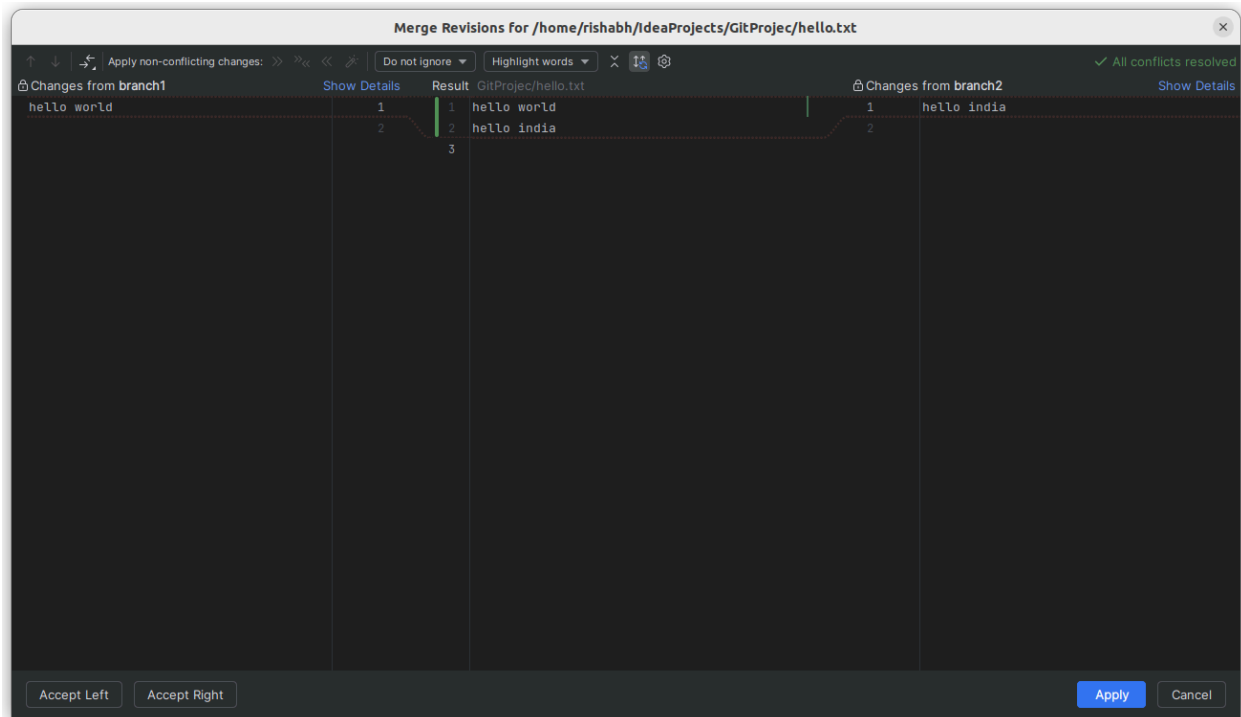 Merge Revisions for /home/rishabh/IdeaProjects/GitProjec/hello.txt
Apply non-conflicting changes: Do not ignore Highlight words All conflicts resolved
Changes from branch1 Show Details Result GitProjec/hello.txt Changes from branch2 Show Details
hello world 1 1 hello world 1 hello india
2 2 hello india 2
3
Accept Left Accept Right Apply Cancel